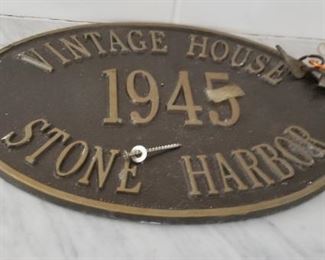 VINTAGE HOUSE
1945
STONE HARBOR